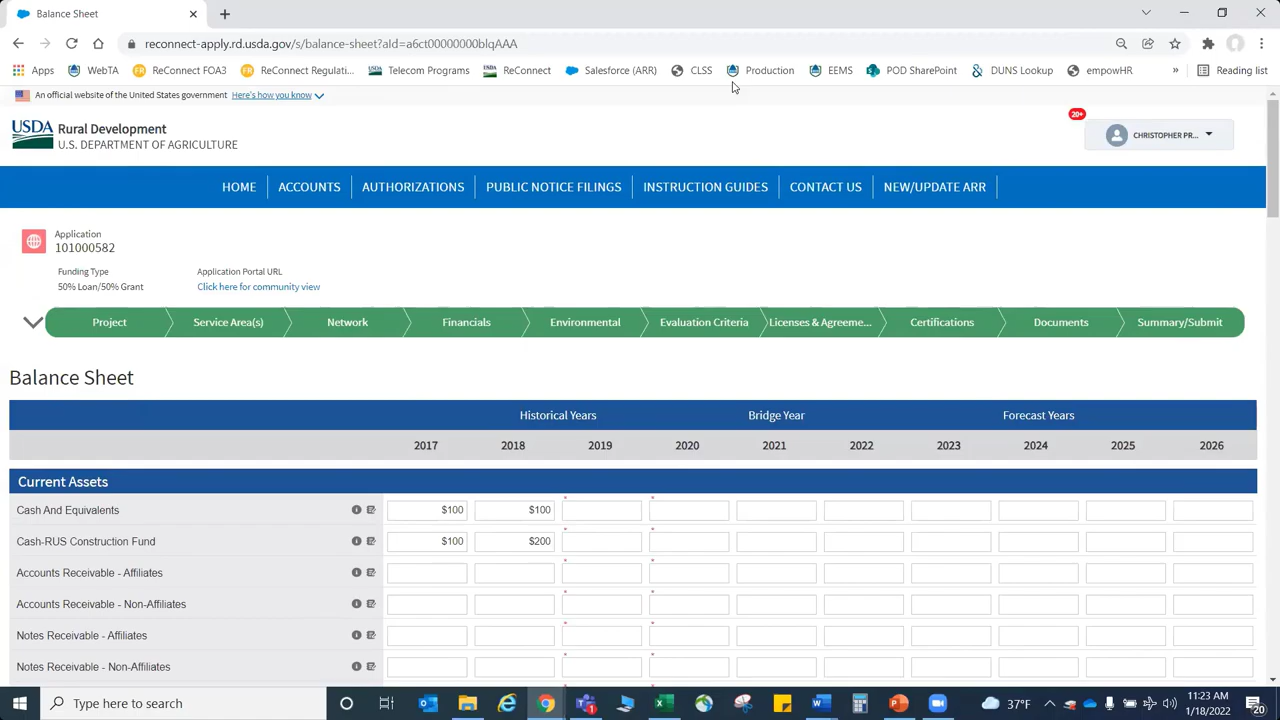 Balance Sheet
reconnect-apply.rd.usda.gov/s/balance-sheet?aId=a6ct00000000blqAAA
Apps WebTA ReConnect FOA3 ReConnect Regulati... Telecom Programs ReConnect Salesforce (ARR) CLSS Production EEMS POD SharePoint DUNS Lookup empowHR » Reading list
An official website of the United States government Here's how you know
USDA Rural Development
U.S. DEPARTMENT OF AGRICULTURE
20+
CHRISTOPHER PR...
HOME ACCOUNTS AUTHORIZATIONS PUBLIC NOTICE FILINGS INSTRUCTION GUIDES CONTACT US NEW/UPDATE ARR
Application
101000582
Funding Type Application Portal URL
50% Loan/50% Grant Click here for community view
Project Service Area(s) Network Financials Environmental Evaluation Criteria Licenses & Agreeme... Certifications Documents Summary/Submit
Balance Sheet
Historical Years Bridge Year Forecast Years
2017 2018 2019 2020 2021 2022 2023 2024 2025 2026
Current Assets
Cash And Equivalents $100 $100
Cash-RUS Construction Fund $100 $200
Accounts Receivable - Affiliates
Accounts Receivable - Non-Affiliates
Notes Receivable - Affiliates
Notes Receivable - Non-Affiliates
Type here to search
37°F
11:23 AM
1/18/2022
20